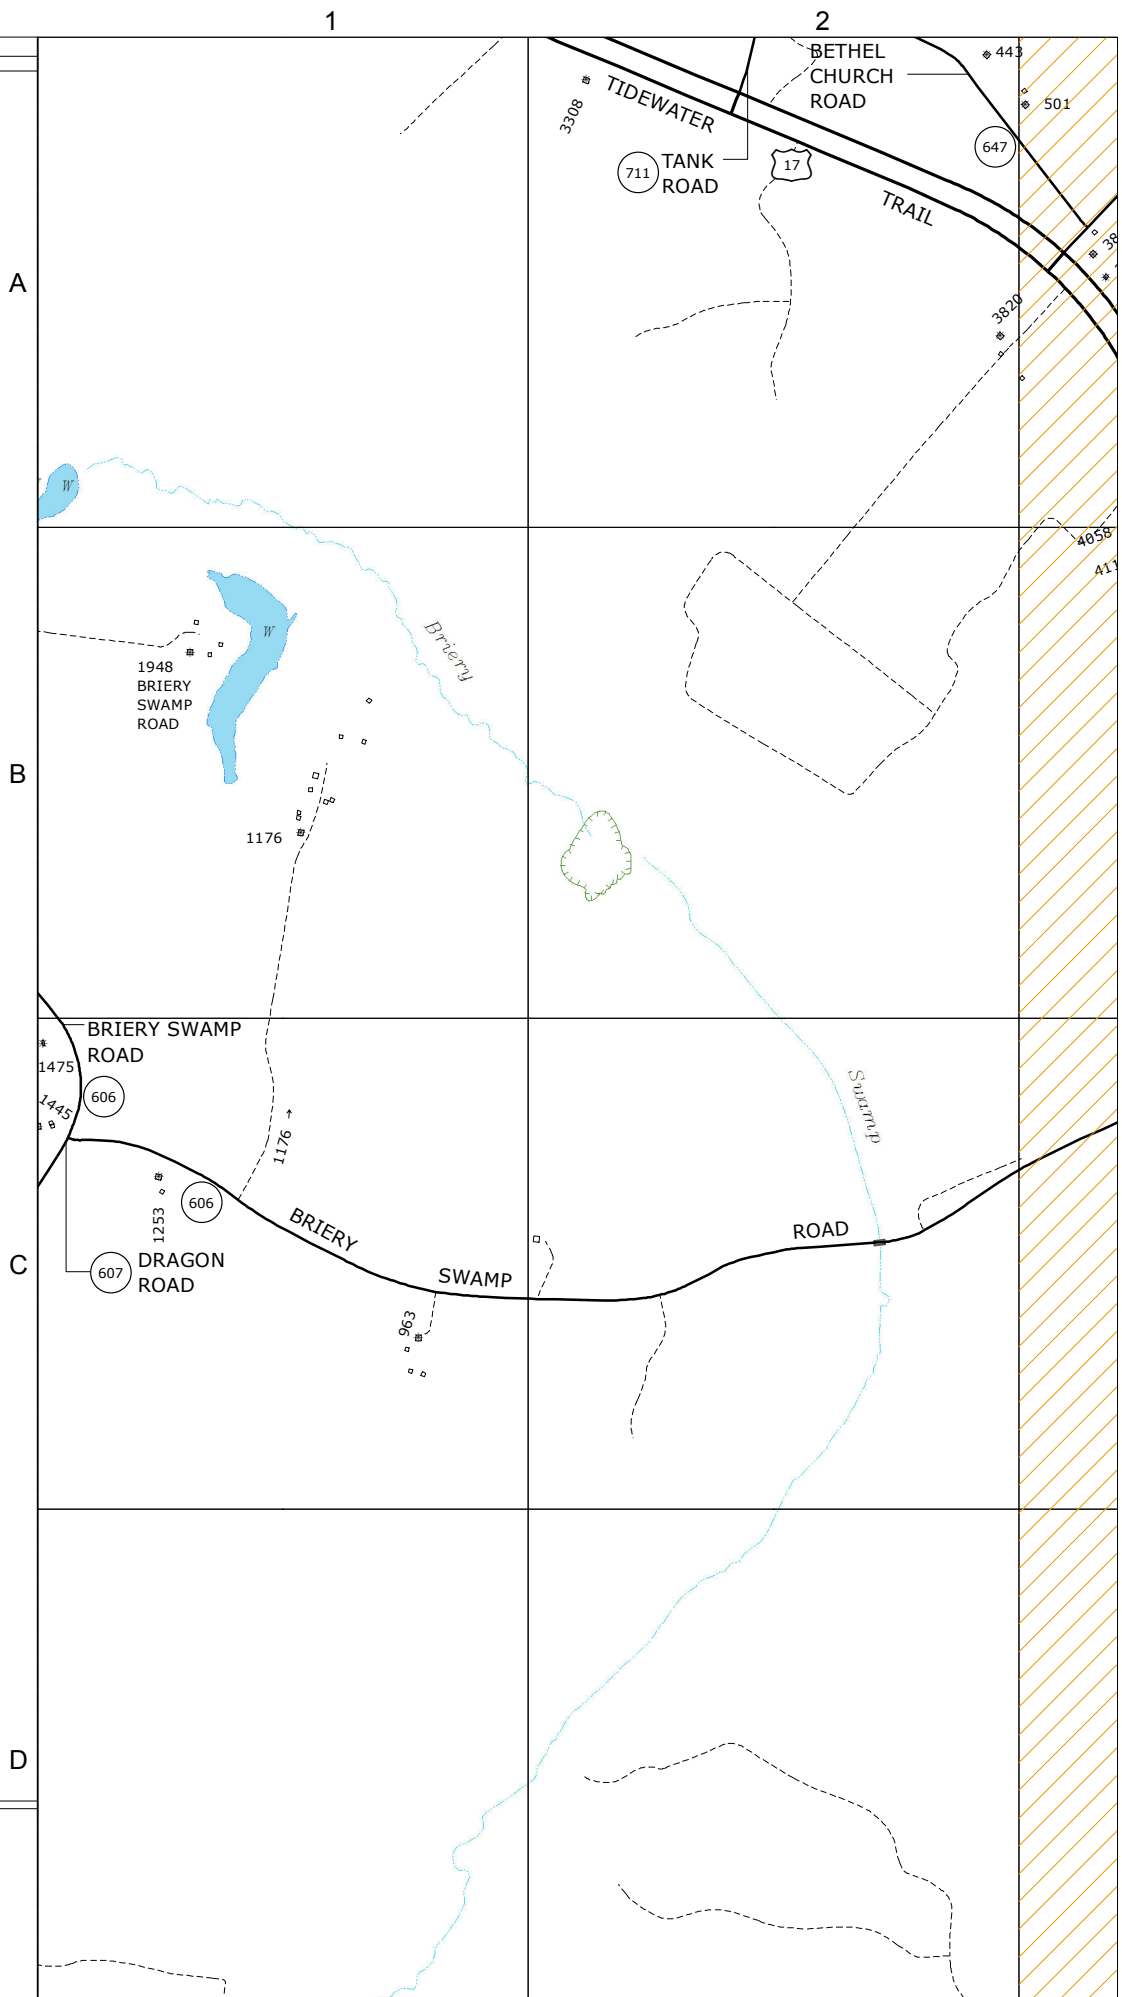 1
2
BETHEL
CHURCH
ROAD
443
501
3308
TIDEWATER
647
711
TANK
ROAD
17
TRAIL
38
3820
A
W
4058
411
W
Briery
1948
BRIERY
SWAMP
ROAD
B
1176
BRIERY SWAMP
ROAD
1475
606
1445
Swamp
1176
1253
606
BRIERY
ROAD
C
607
DRAGON
ROAD
SWAMP
963
D